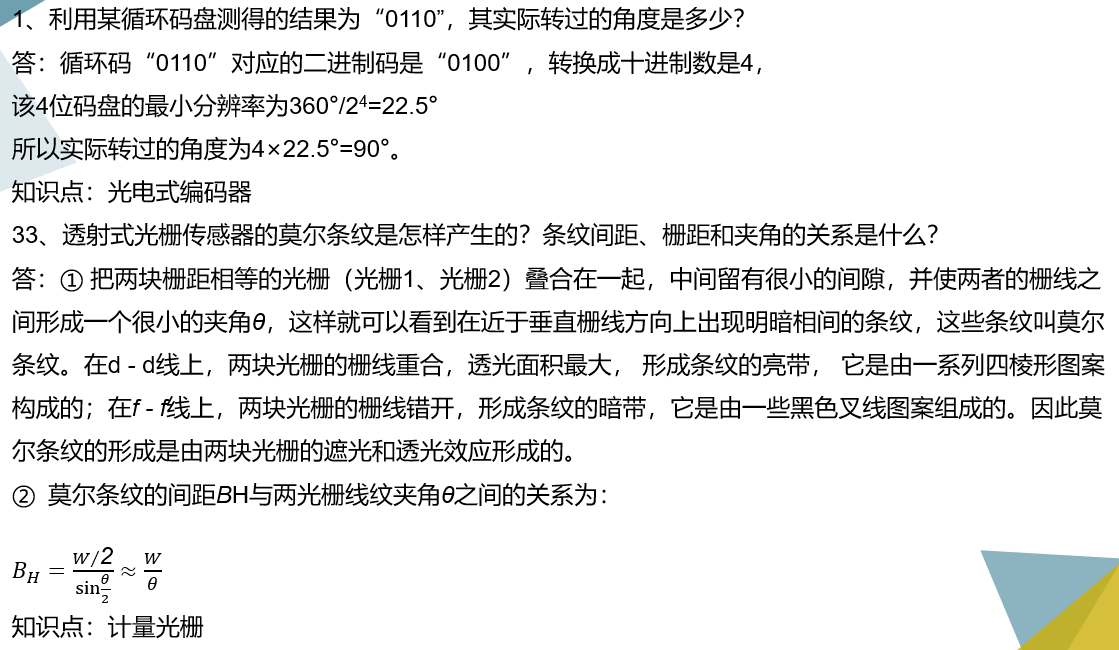 1、利用某循环码盘测得的结果为“0110”，其实际转过的角度是多少？
答：循环码“0110”对应的二进制码是“0100”，转换成十进制数是4，
该4位码盘的最小分辨率为360°/2⁴=22.5°
所以实际转过的角度为4×22.5°=90°。
知识点：光电式编码器
33、透射式光栅传感器的莫尔条纹是怎样产生的？条纹间距、栅距和夹角的关系是什么？
答：① 把两块栅距相等的光栅（光栅1、光栅2）叠合在一起，中间留有很小的间隙，并使两者的栅线之
间形成一个很小的夹角θ，这样就可以看到在近于垂直栅线方向上出现明暗相间的条纹，这些条纹叫莫尔
条纹。在d - d线上，两块光栅的栅线重合，透光面积最大， 形成条纹的亮带， 它是由一系列四棱形图案
构成的；在f - f线上，两块光栅的栅线错开，形成条纹的暗带，它是由一些黑色叉线图案组成的。因此莫
尔条纹的形成是由两块光栅的遮光和透光效应形成的。
② 莫尔条纹的间距BH与两光栅线纹夹角θ之间的关系为：
B_H = (W/2)/(sin(θ/2)) ≈ W/θ
知识点：计量光栅